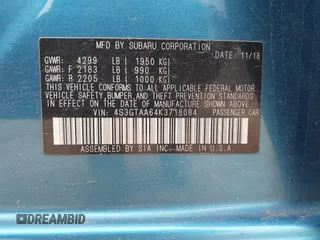 MFD BY SUBARU CORPORATION
DATE: 11/18
GVWR: 4299 LB ( 1950 KG)
GAWR: F 2183 LB ( 990 KG)
GAWR: R 2205 LB ( 1000 KG)
THIS VEHICLE CONFORMS TO ALL APPLICABLE FEDERAL MOTOR
VEHICLE SAFETY, BUMPER, AND THEFT PREVENTION STANDARDS
IN EFFECT ON THE DATE OF MANUFACTURE SHOWN ABOVE.
VIN: 4S3GTAA64K3718084 PASSENGER CAR
ASSEMBLED BY SIA INC. IN U.S.A.
DREAMBID